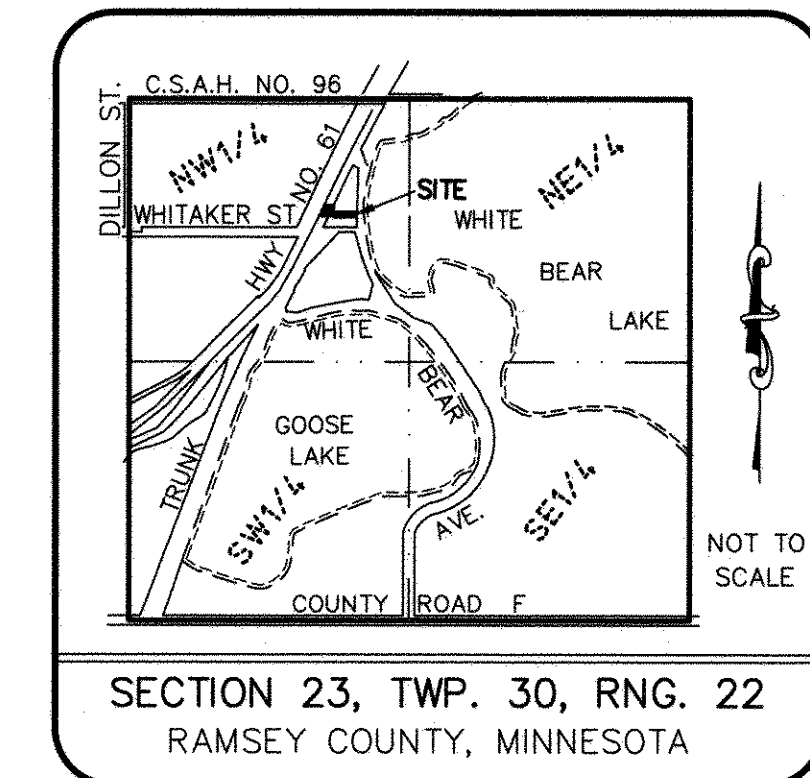 C.S.A.H. NO. 96
DILLON ST.
NW1/4
NO. 61
NE1/4
SITE
WHITAKER ST
WHITE
HWY
BEAR
LAKE
WHITE
BEAR
GOOSE
LAKE
TRUNK
SW1/4
SE1/4
AVE.
NOT TO
SCALE
COUNTY ROAD F
SECTION 23, TWP. 30, RNG. 22
RAMSEY COUNTY, MINNESOTA